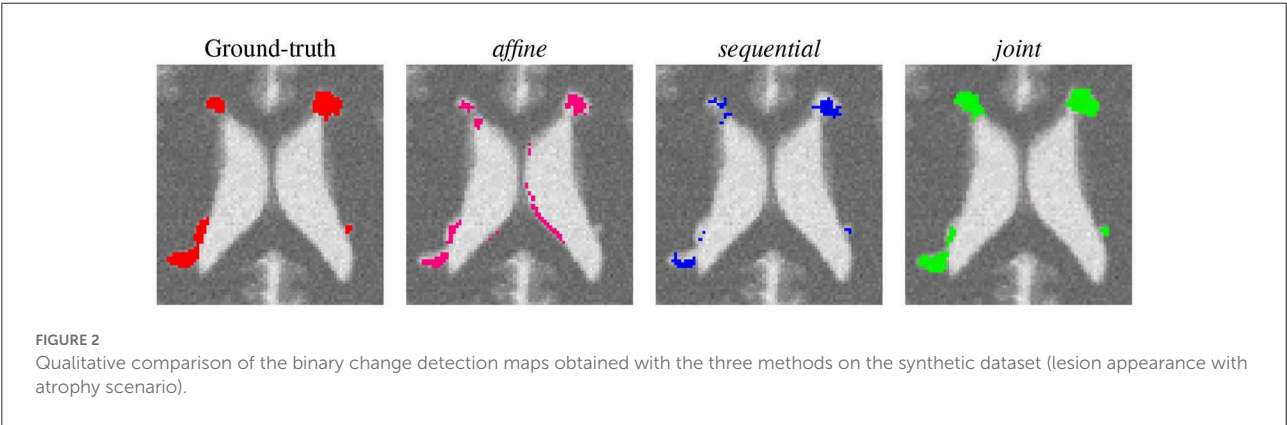 Ground-truth affine sequential joint
FIGURE 2
Qualitative comparison of the binary change detection maps obtained with the three methods on the synthetic dataset (lesion appearance with
atrophy scenario).